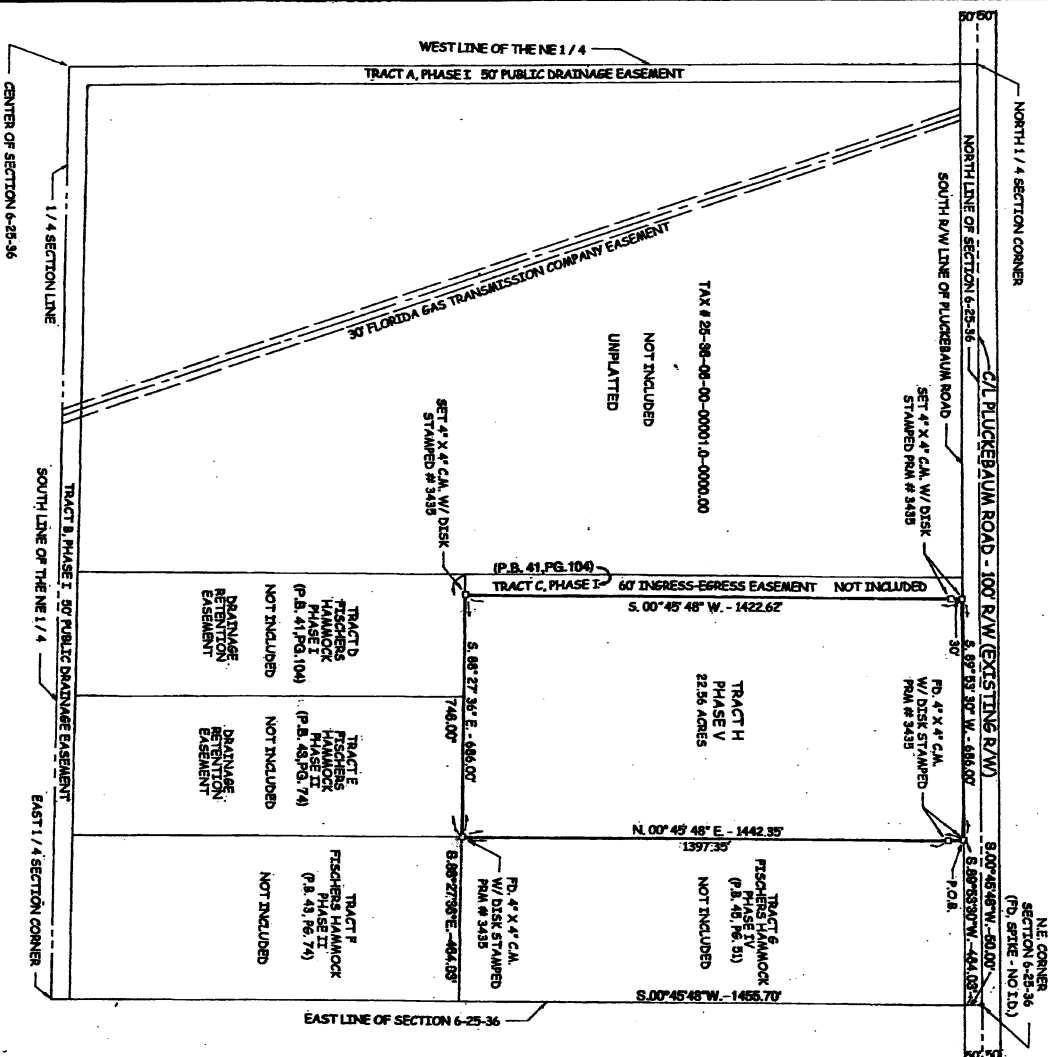 50' 50'
WEST LINE OF THE NE 1/4
TRACT A, PHASE I 50' PUBLIC DRAINAGE EASEMENT
NORTH 1/4 SECTION CORNER
NORTH LINE OF SECTION 6-25-36
SOUTH R/W LINE OF PLUCKEBAUM ROAD
C/L PLUCKEBAUM ROAD - 100' R/W (EXISTING R/W)
CENTER OF SECTION 6-25-36
1/4 SECTION LINE
30' FLORIDA GAS TRANSMISSION COMPANY EASEMENT
TAX # 25-36-06-00-00001.0-0000.00
NOT INCLUDED
UNPLATTED
SET 4" X 4" C.M. W/ DISK
STAMPED PRM # 3435
SET 4" X 4" C.M. W/ DISK
STAMPED # 3435
(P.B. 41,PG.104)
TRACT C, PHASE I 60' INGRESS-EGRESS EASEMENT NOT INCLUDED
S. 00°45'48" W. - 1422.62'
30'
S. 89°53'30" W. - 686.00'
FD. 4" X 4" C.M.
W/ DISK STAMPED
PRM # 3435
TRACT H
PHASE V
22.56 ACRES
S. 88°27'36" E. - 686.00'
746.00'
N. 00°45'48" E. - 1442.35'
1397.35'
P.O.B.
S.00°45'48"W.-50.00'
S.89°53'30"W.-464.03'
N.E. CORNER
SECTION 6-25-36
(FD. SPIKE - NO I.D.)
TRACT G
FISCHERS HAMMOCK
PHASE IV
(P.B. 45, PG. 51)
NOT INCLUDED
S.00°45'48"W.-1455.70'
FD. 4" X 4" C.M.
W/ DISK STAMPED
PRM # 3435
S.88°27'36"E.-464.03'
TRACT D
FISCHERS
HAMMOCK
PHASE I
(P.B. 41,PG.104)
NOT INCLUDED
DRAINAGE
RETENTION
EASEMENT
TRACT E
FISCHERS
HAMMOCK
PHASE II
(P.B. 43,PG. 74)
NOT INCLUDED
DRAINAGE
RETENTION
EASEMENT
TRACT F
FISCHERS HAMMOCK
PHASE II
(P.B. 43, PG. 74)
NOT INCLUDED
TRACT B, PHASE I 50' PUBLIC DRAINAGE EASEMENT
SOUTH LINE OF THE NE 1/4
EAST 1/4 SECTION CORNER
EAST LINE OF SECTION 6-25-36
50' 50'